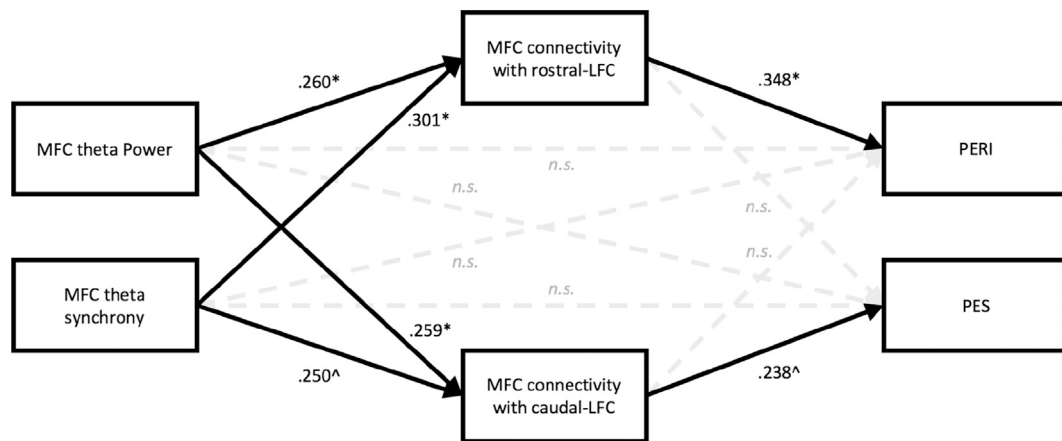 MFC connectivity
with rostral-LFC
.260*
.348*
.301*
MFC theta Power
PERI
n.s.
n.s.
n.s.
n.s.
n.s.
n.s.
MFC theta
synchrony
PES
.259*
.250^
.238^
MFC connectivity
with caudal-LFC